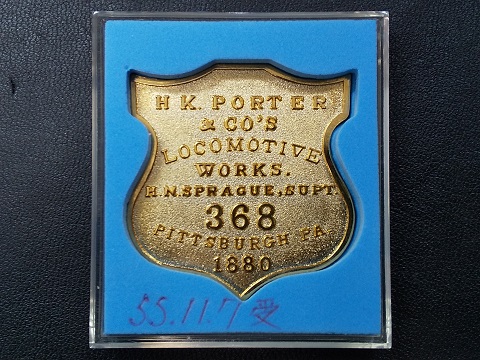 H.K. PORTER
& CO'S
LOCOMOTIVE
WORKS.
H.N.SPRAGUE,SUPT.
368
PITTSBURGH PA
1880
55.11.7受